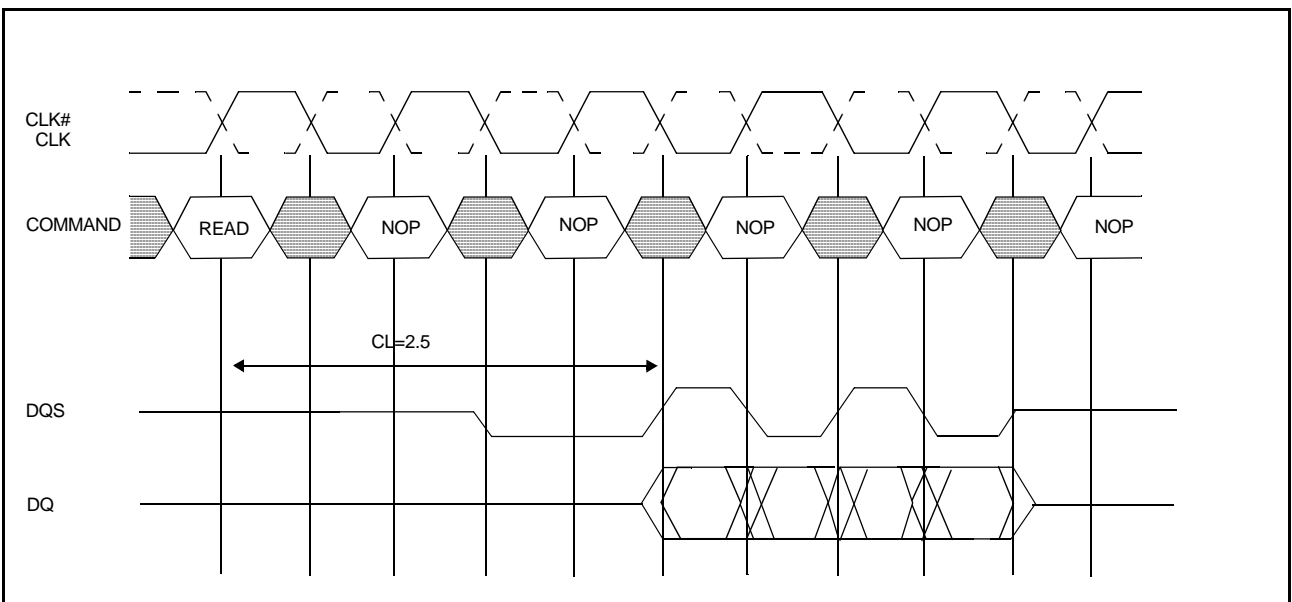 CLK#
CLK
COMMAND READ NOP NOP NOP NOP NOP
CL=2.5
DQS
DQ